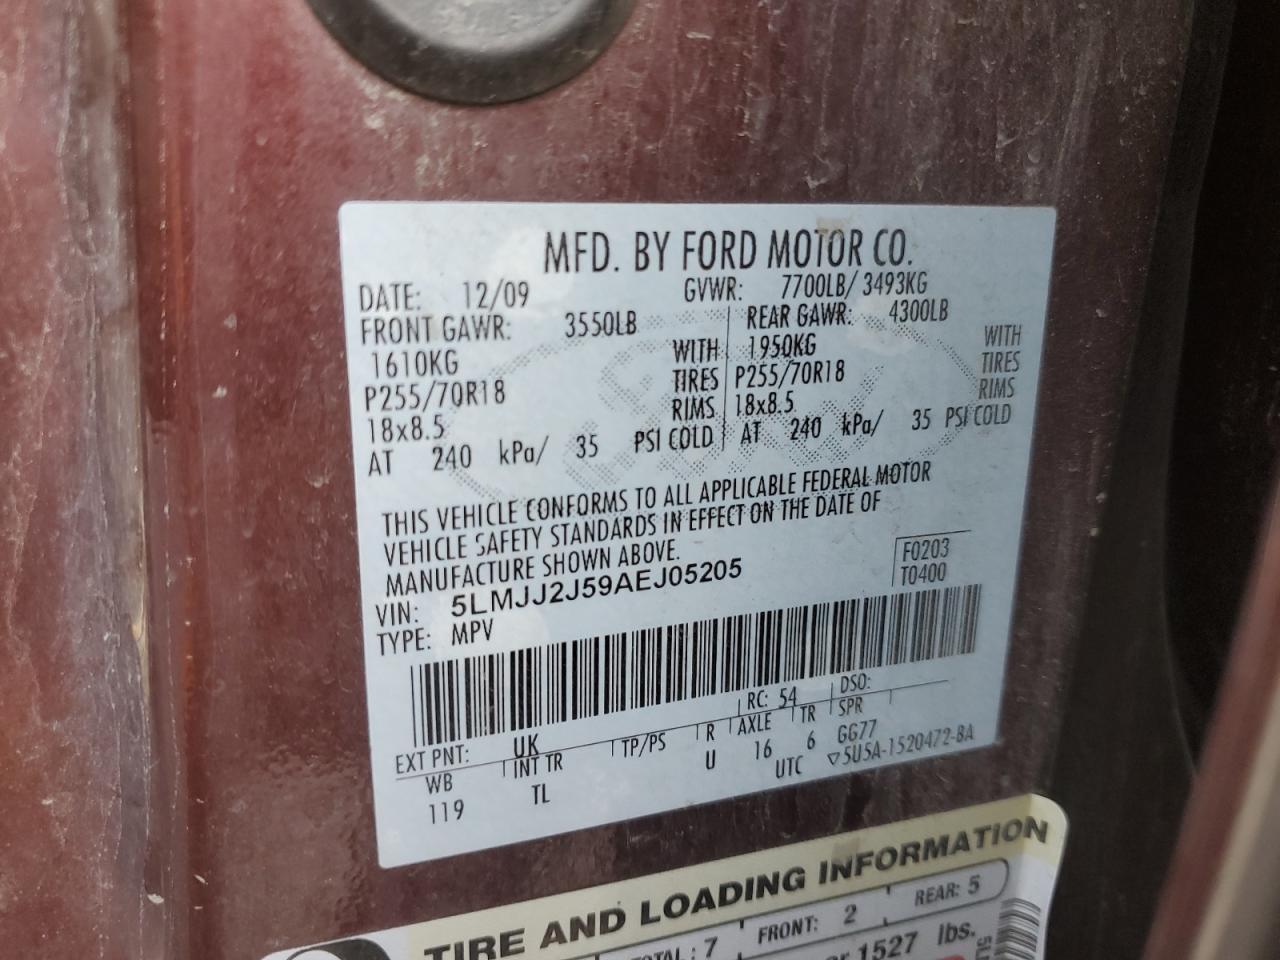 MFD. BY FORD MOTOR CO.
DATE: 12/09 GVWR: 7700LB/ 3493KG
FRONT GAWR: 3550LB REAR GAWR: 4300LB
1610KG WITH 1950KG WITH
P255/70R18 TIRES P255/70R18 TIRES
18x8.5 RIMS 18x8.5 RIMS
AT 240 kPa/ 35 PSI COLD AT 240 kPa/ 35 PSI COLD
THIS VEHICLE CONFORMS TO ALL APPLICABLE FEDERAL MOTOR
VEHICLE SAFETY STANDARDS IN EFFECT ON THE DATE OF
MANUFACTURE SHOWN ABOVE.
F0203
VIN: 5LMJJ2J59AEJ05205 T0400
TYPE: MPV
EXT PNT: UK RC: 54 DSO:
WB INT TR TP/PS R AXLE TR SPR
119 TL U 16 6 GG77
UTC ▽5U5A-1520472-BA
TIRE AND LOADING INFORMATION
TOTAL: 7 FRONT: 2 REAR: 5
or 1527 lbs.